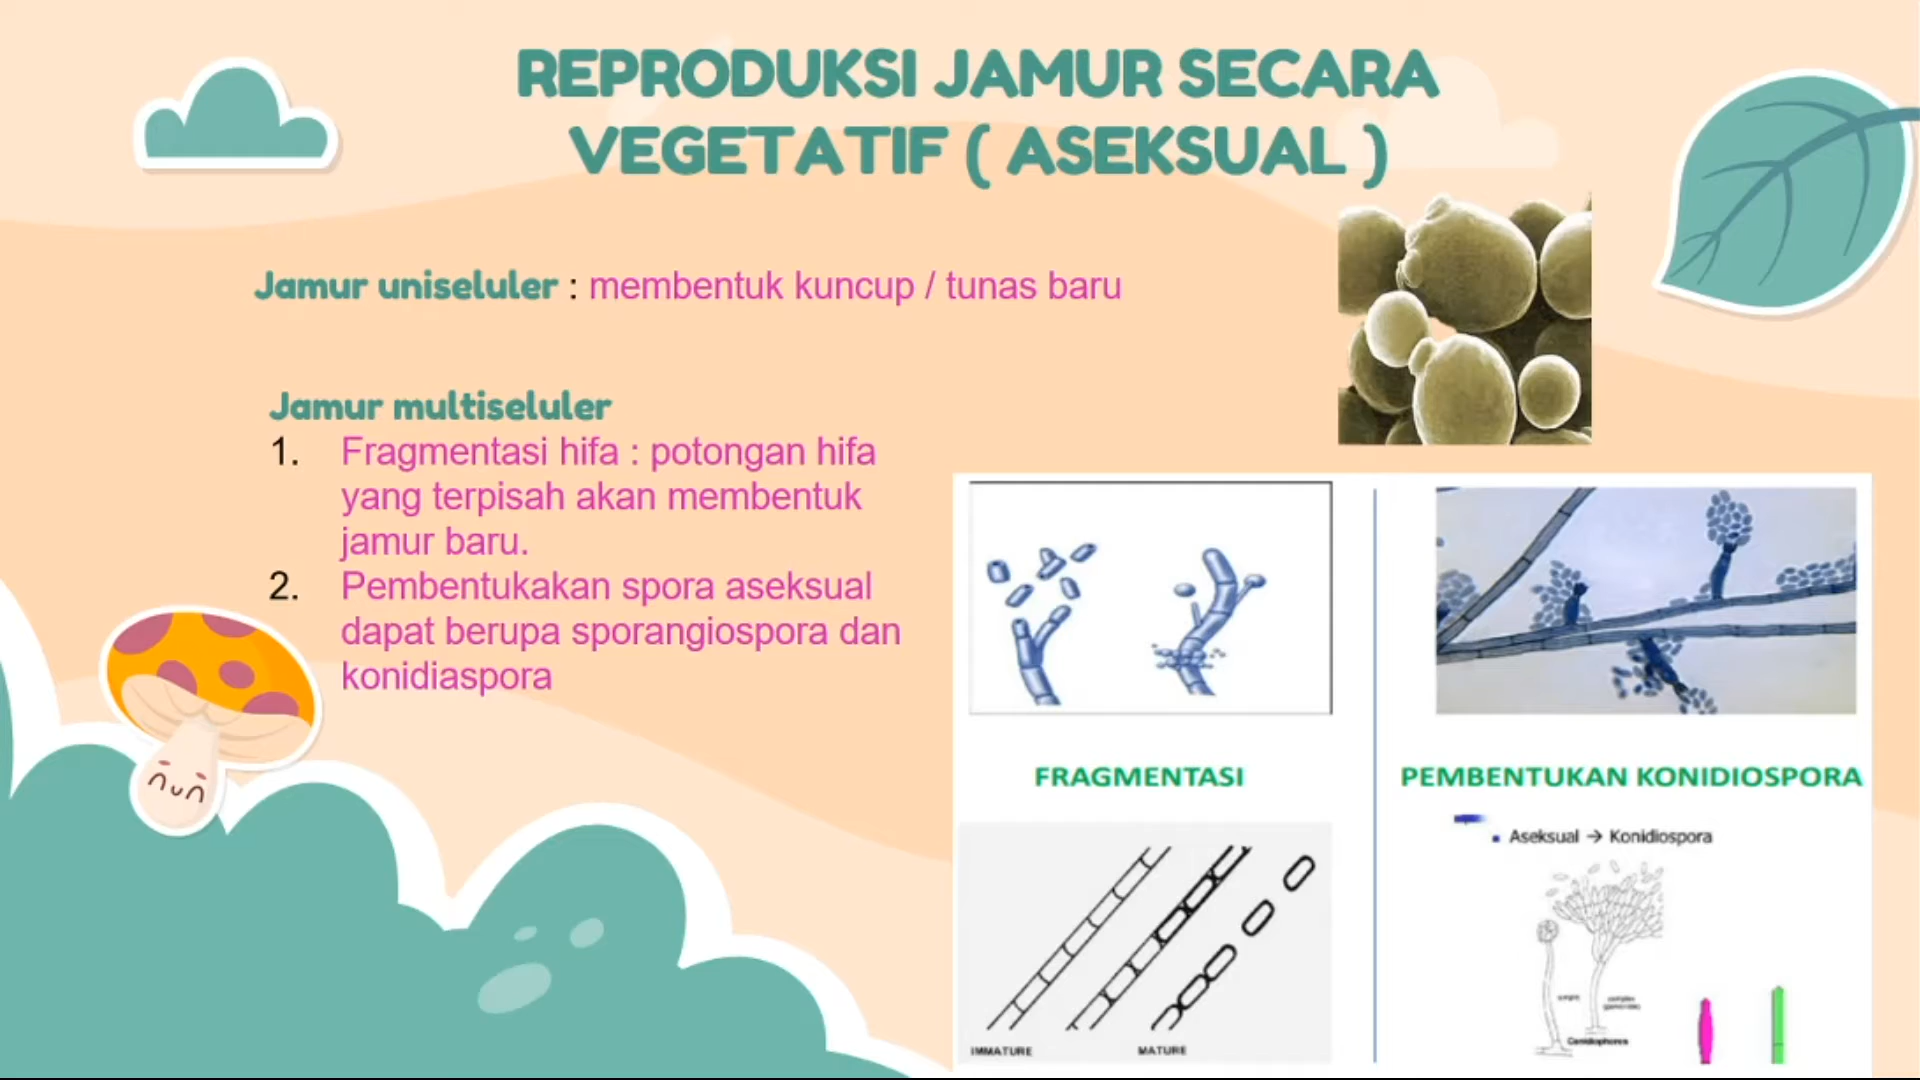 REPRODUKSI JAMUR SECARA
VEGETATIF ( ASEKSUAL )
Jamur uniseluler : membentuk kuncup / tunas baru
Jamur multiseluler
1. Fragmentasi hifa : potongan hifa
yang terpisah akan membentuk
jamur baru.
2. Pembentukakan spora aseksual
dapat berupa sporangiospora dan
konidiaspora
FRAGMENTASI
PEMBENTUKAN KONIDIOSPORA
▪ Aseksual → Konidiospora
IMMATURE
MATURE
Conidiophores